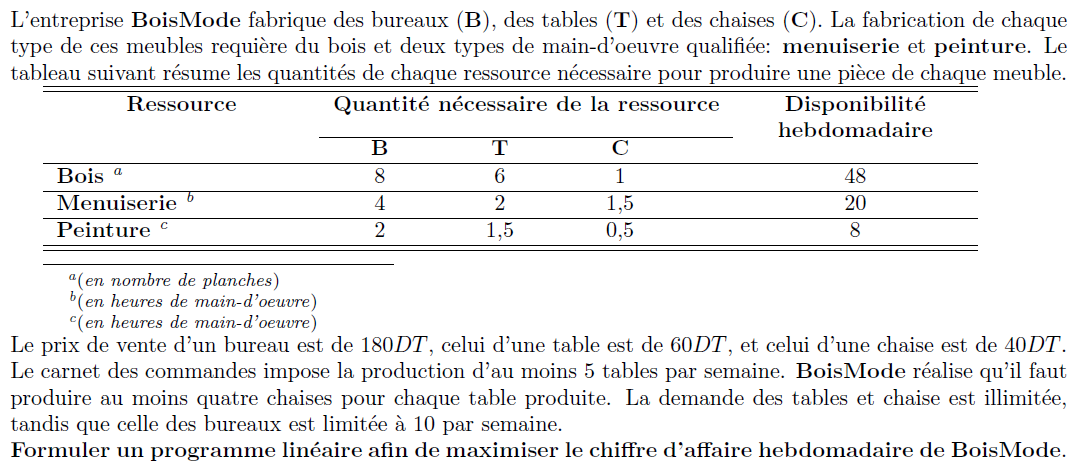 L'entreprise BoisMode fabrique des bureaux (B), des tables (T) et des chaises (C). La fabrication de chaque
type de ces meubles requière du bois et deux types de main-d'oeuvre qualifiée: menuiserie et peinture. Le
tableau suivant résume les quantités de chaque ressource nécessaire pour produire une pièce de chaque meuble.
Ressource Quantité nécessaire de la ressource Disponibilité
hebdomadaire
B T C
Bois a 8 6 1 48
Menuiserie b 4 2 1,5 20
Peinture c 2 1,5 0,5 8
a(en nombre de planches)
b(en heures de main-d'oeuvre)
c(en heures de main-d'oeuvre)
Le prix de vente d'un bureau est de 180DT, celui d'une table est de 60DT, et celui d'une chaise est de 40DT.
Le carnet des commandes impose la production d'au moins 5 tables par semaine. BoisMode réalise qu'il faut
produire au moins quatre chaises pour chaque table produite. La demande des tables et chaise est illimitée,
tandis que celle des bureaux est limitée à 10 par semaine.
Formuler un programme linéaire afin de maximiser le chiffre d'affaire hebdomadaire de BoisMode.